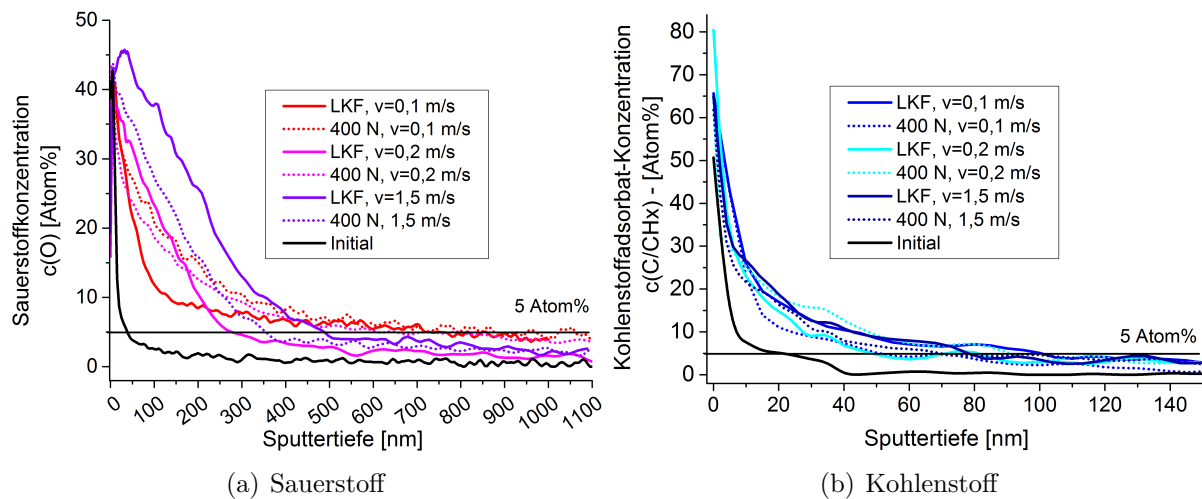 Sauerstoffkonzentration
c(O) [Atom%]
50
40
30
20
10
0
LKF, v=0,1 m/s
400 N, v=0,1 m/s
LKF, v=0,2 m/s
400 N, v=0,2 m/s
LKF, v=1,5 m/s
400 N, 1,5 m/s
Initial
5 Atom%
0 100 200 300 400 500 600 700 800 900 1000 1100
Sputtertiefe [nm]
(a) Sauerstoff
Kohlenstoffadsorbat-Konzentration
c(C/CHx) - [Atom%]
80
70
60
50
40
30
20
10
0
LKF, v=0,1 m/s
400 N, v=0,1 m/s
LKF, v=0,2 m/s
400 N, v=0,2 m/s
LKF, v=1,5 m/s
400 N, 1,5 m/s
Initial
5 Atom%
0 20 40 60 80 100 120 140
Sputtertiefe [nm]
(b) Kohlenstoff